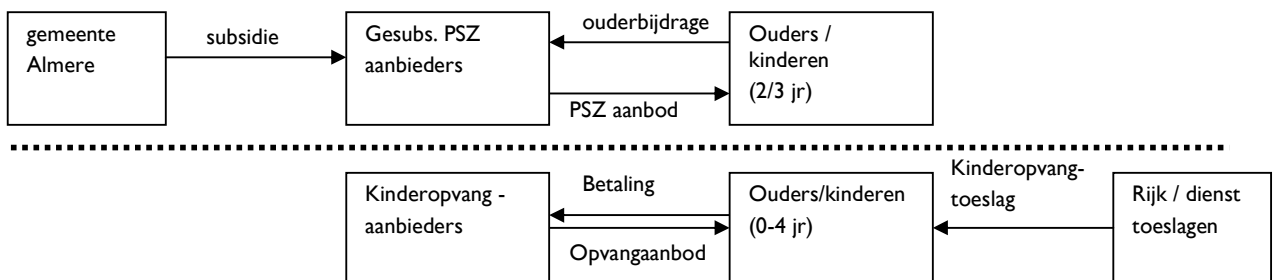 gemeente
Almere
subsidie
Gesubs. PSZ
aanbieders
ouderbijdrage
PSZ aanbod
Ouders /
kinderen
(2/3 jr)
Kinderopvang -
aanbieders
Betaling
Opvangaanbod
Ouders/kinderen
(0-4 jr)
Kinderopvang-
toeslag
Rijk / dienst
toeslagen